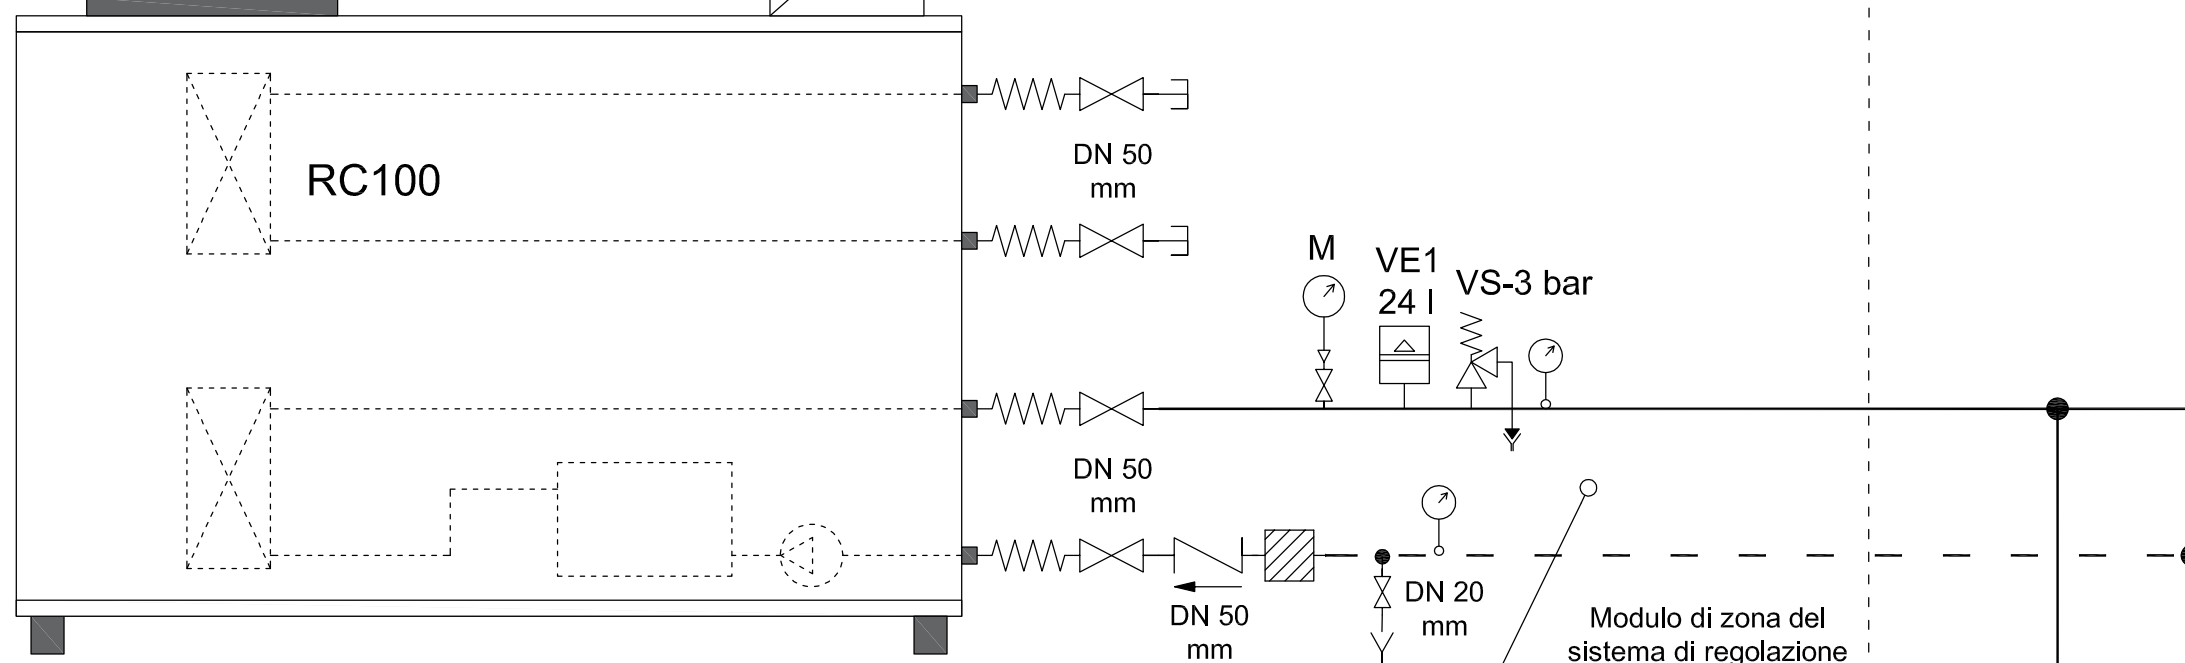 RC100
DN 50
mm
M
VE1
24 l
VS-3 bar
DN 50
mm
DN 50
mm
DN 20
mm
Modulo di zona del
sistema di regolazione